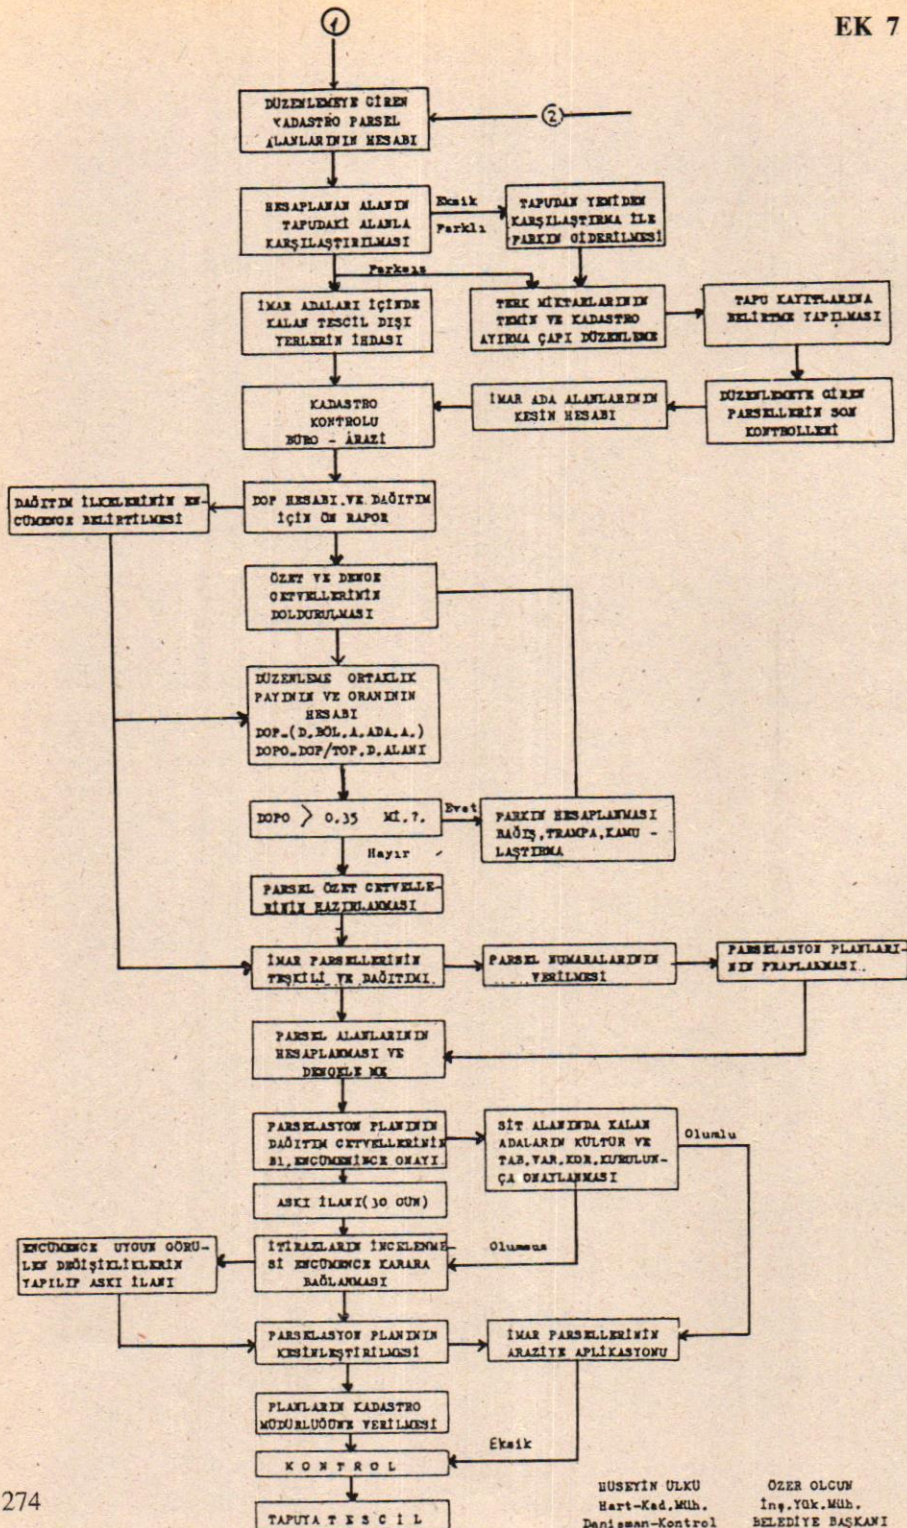 1
EK 7
DÜZENLEMEYE GİREN
KADASTRO PARSEL
ALANLARININ HESABI
2
HESAPLANAN ALANIN
TAPUDAKİ ALANLA
KARŞILAŞTIRILMASI
Eksik
Farklı
TAPUDAN YENİDEN
KARŞILAŞTIRMA İLE
FARKIN GİDERİLMESİ
Farksız
İMAR ADALARI İÇİNDE
KALAN TESCİL DIŞI
YERLERİN İHDASI
TERK MİKTARLARININ
TEMİN VE KADASTRO
AYIRMA ÇAPI DÜZENLEME
TAPU KAYITLARINA
BELİRTME YAPILMASI
KADASTRO
KONTROLU
BÜRO - ARAZİ
İMAR ADA ALANLARININ
KESİN HESABI
DÜZENLEMEYE GİREN
PARSELLERİN SON
KONTROLLERİ
DAĞITIM İLKELERİNİN EN-
CÜMENCE BELİRTİLMESİ
DOP HESABI.VE DAĞITIM
İÇİN ÖN RAPOR
ÖZET VE DENGE
CETVELLERİNİN
DOLDURULMASI
DÜZENLEME ORTAKLIK
PAYININ VE ORANININ
HESABI
DOP=(D.BÖL.A.ADA.A.)
DOPO=DOP/TOP.D.ALANI
DOPO > 0.35 Mİ.?.
Evet
FARKIN HESAPLANMASI
BAĞIŞ,TRAMPA,KAMU -
LAŞTIRMA
Hayır
PARSEL ÖZET CETVELLE-
RİNİN HAZIRLANMASI
İMAR PARSELLERİNİN
TEŞKİLİ VE DAĞITIMI.
PARSEL NUMARALARININ
VERİLMESİ
PARSELASYON PLANLARI-
NIN PRAFLANMASI.
PARSEL ALANLARININ
HESAPLANMASI VE
DENGELE ME
PARSELASYON PLANININ
DAĞITIM CETVELLERİNİN
Bl.ENCÜMENİNCE ONAYI.
SİT ALANINDA KALAN
ADALARIN KÜLTÜR VE
TAB.VAR.KOR.KURULUN-
ÇA ONAYLANMASI
Olumlu
ASKI İLANI(30 GÜN)
ENCÜMENCE UYGUN GÖRÜ-
LEN DEĞİŞİKLİKLERİN
YAPILIP ASKI İLANI
İTİRAZLARIN İNCELENME-
Sİ ENCÜMENCE KARARA
BAĞLANMASI
Olumsuz
PARSELASYON PLANININ
KESİNLEŞTİRİLMESİ
İMAR PARSELLERİNİN
ARAZİYE APLİKASYONU
PLANLARIN KADASTRO
MÜDÜRLÜĞÜNE VERİLMESİ
Eksik
K O N T R O L
TAPUYA T E S C İ L
274
HÜSEYİN ÜLKÜ
Hart-Kad.Müh.
Danışman-Kontrol
ÖZER OLGUN
İnş.Yük.Müh.
BELEDİYE BAŞKANI